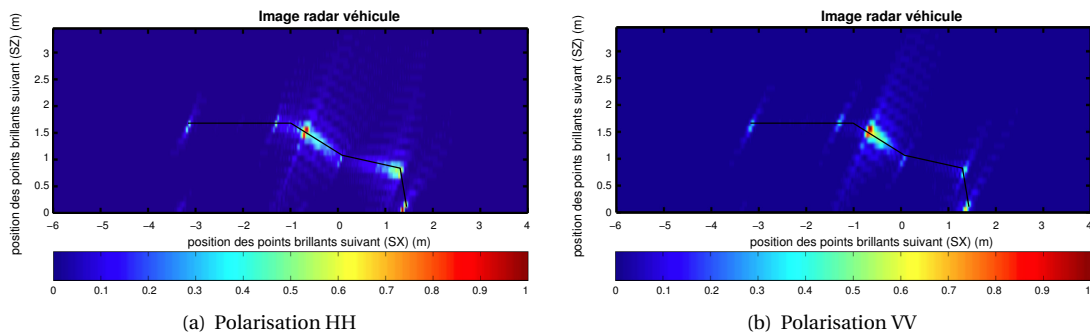 Image radar véhicule
position des points brillants suivant (SZ) (m)
3
2.5
2
1.5
1
0.5
0
−6 −5 −4 −3 −2 −1 0 1 2 3 4
position des points brillants suivant (SX) (m)
0 0.1 0.2 0.3 0.4 0.5 0.6 0.7 0.8 0.9 1
(a) Polarisation HH
Image radar véhicule
position des points brillants suivant (SZ) (m)
3
2.5
2
1.5
1
0.5
0
−6 −5 −4 −3 −2 −1 0 1 2 3 4
position des points brillants suivant (SX) (m)
0 0.1 0.2 0.3 0.4 0.5 0.6 0.7 0.8 0.9 1
(b) Polarisation VV